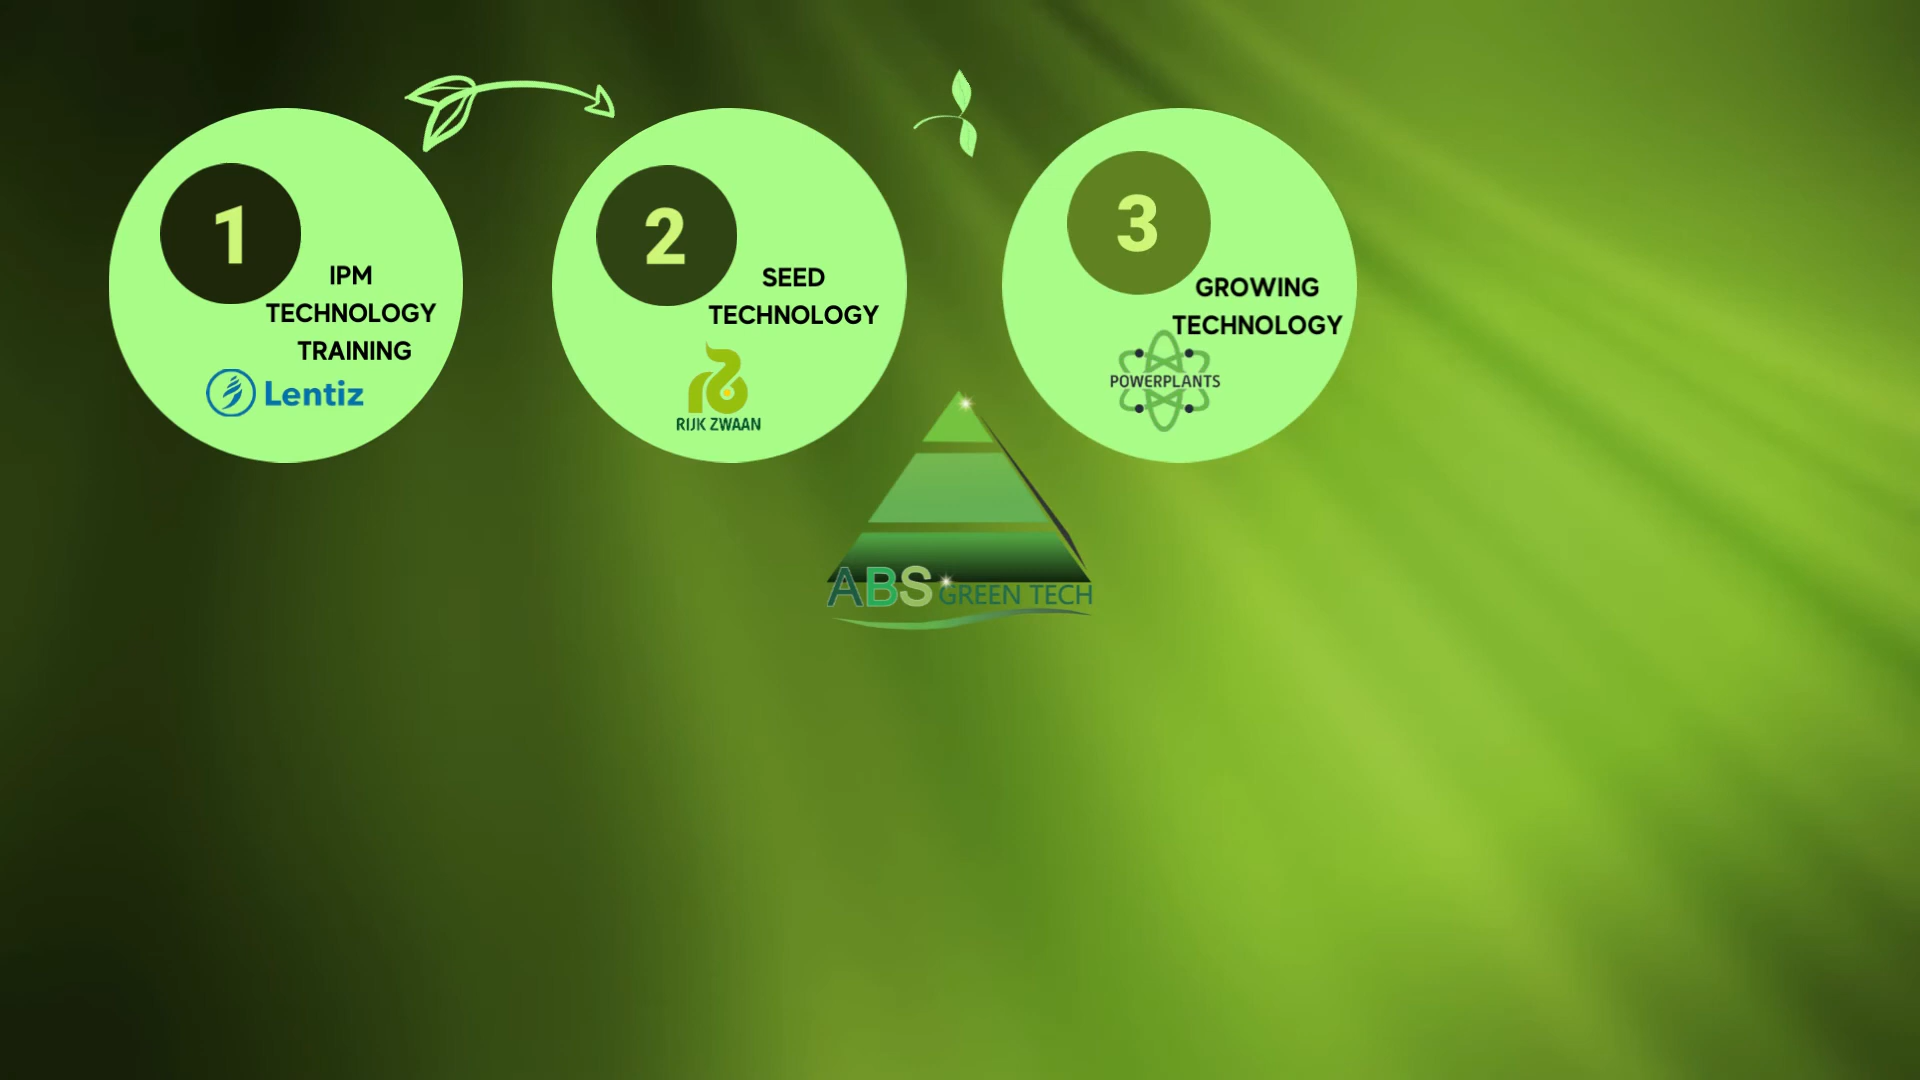 1
IPM
TECHNOLOGY
TRAINING
Lentiz
2
SEED
TECHNOLOGY
RIJK ZWAAN
3
GROWING
TECHNOLOGY
POWERPLANTS
ABS GREEN TECH